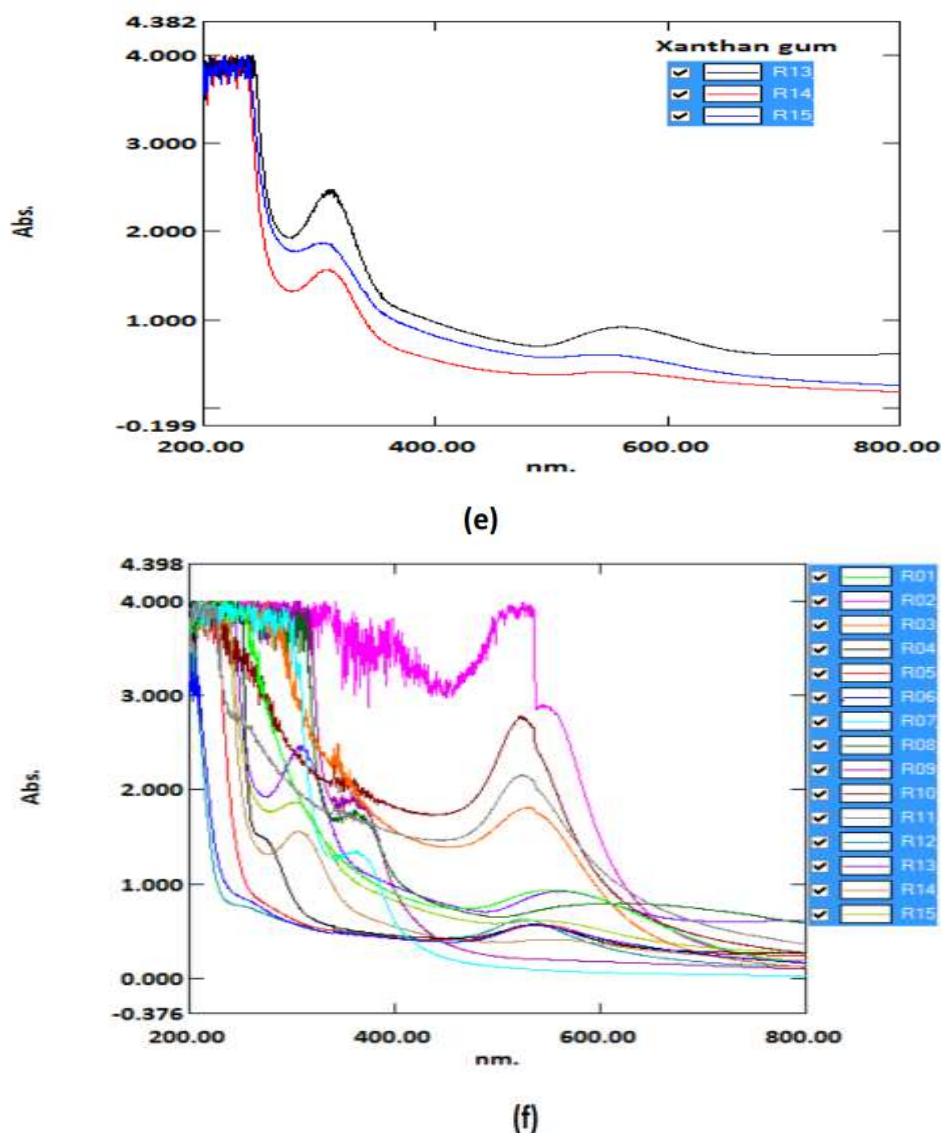 4.382
4.000
3.000
2.000
1.000
-0.199
Abs.
Xanthan gum
R13
R14
R15
200.00 400.00 600.00 800.00
nm.
(e)
4.398
4.000
3.000
2.000
1.000
0.000
-0.376
Abs.
R01
R02
R03
R04
R05
R06
R07
R08
R09
R10
R11
R12
R13
R14
R15
200.00 400.00 600.00 800.00
nm.
(f)